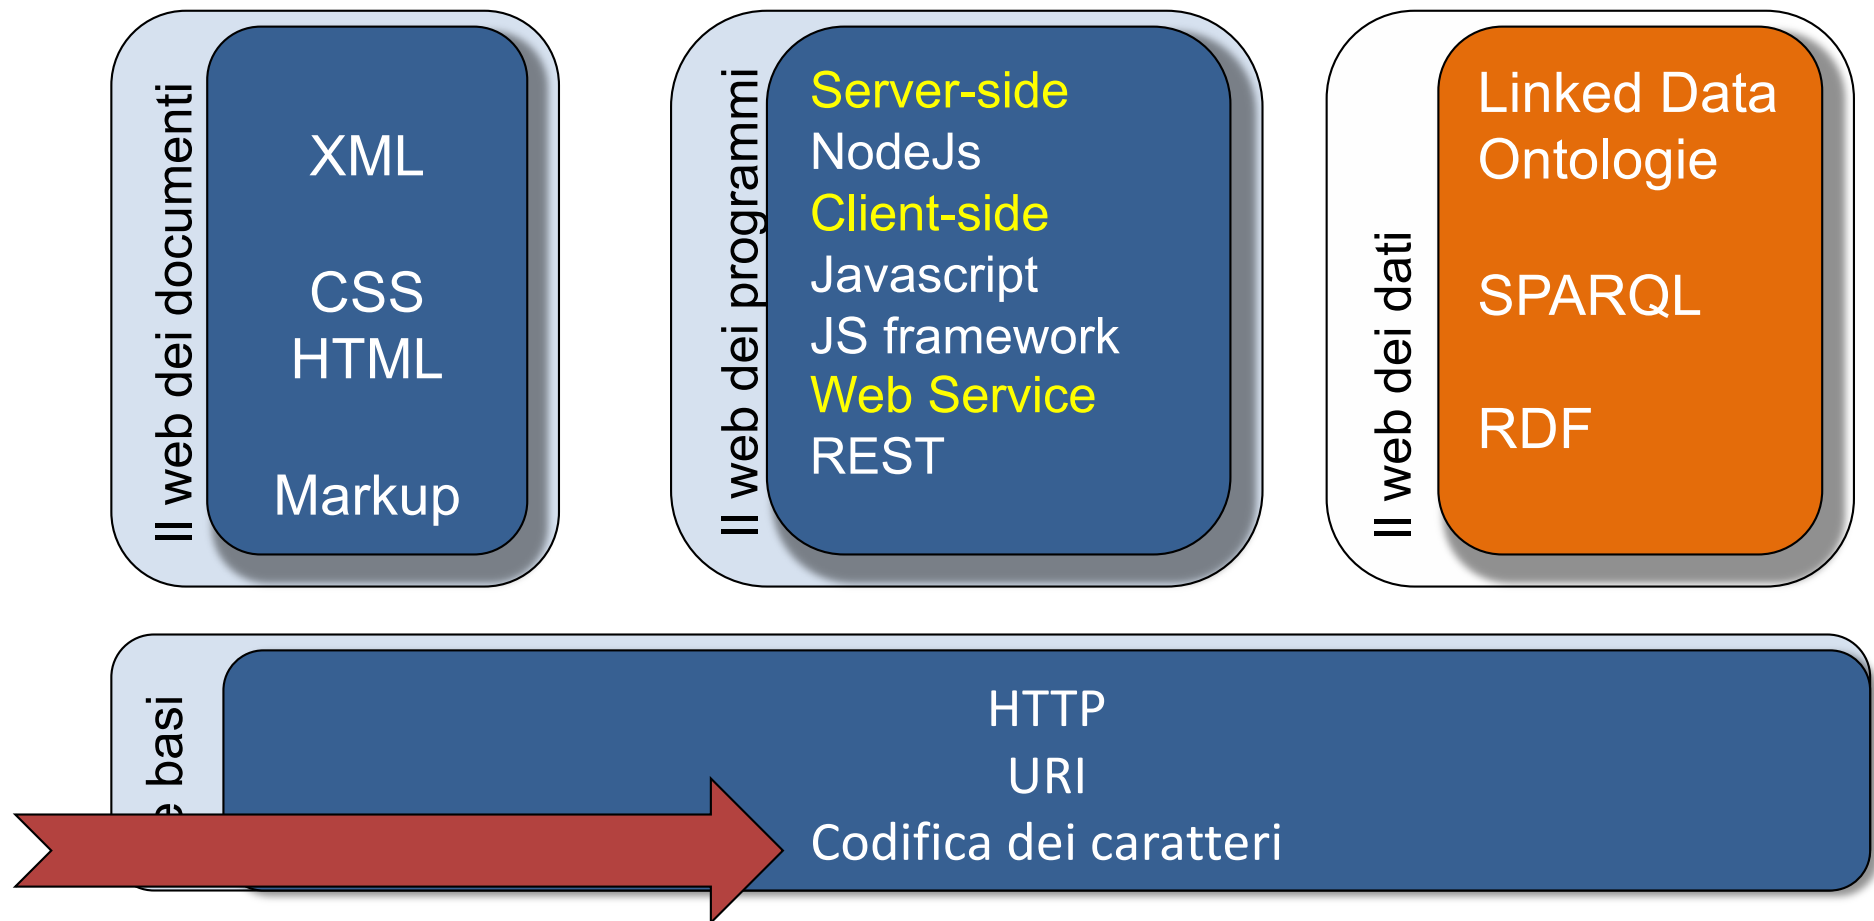 Il web dei documenti
XML
CSS
HTML
Markup
Il web dei programmi
Server-side
NodeJs
Client-side
Javascript
JS framework
Web Service
REST
Il web dei dati
Linked Data
Ontologie
SPARQL
RDF
basi
HTTP
URI
Codifica dei caratteri